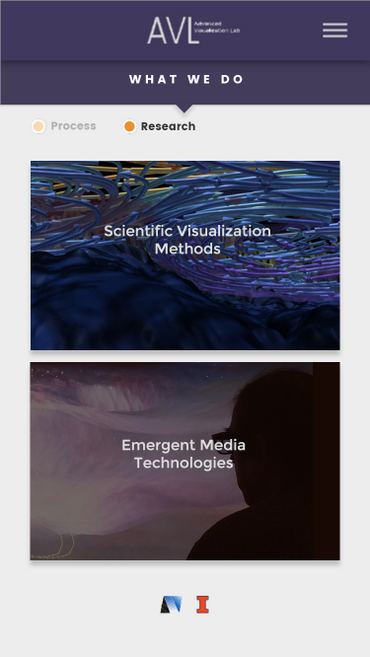 AVL Advanced
Visualization Lab
WHAT WE DO
Process
Research
Scientific Visualization
Methods
Emergent Media
Technologies
I